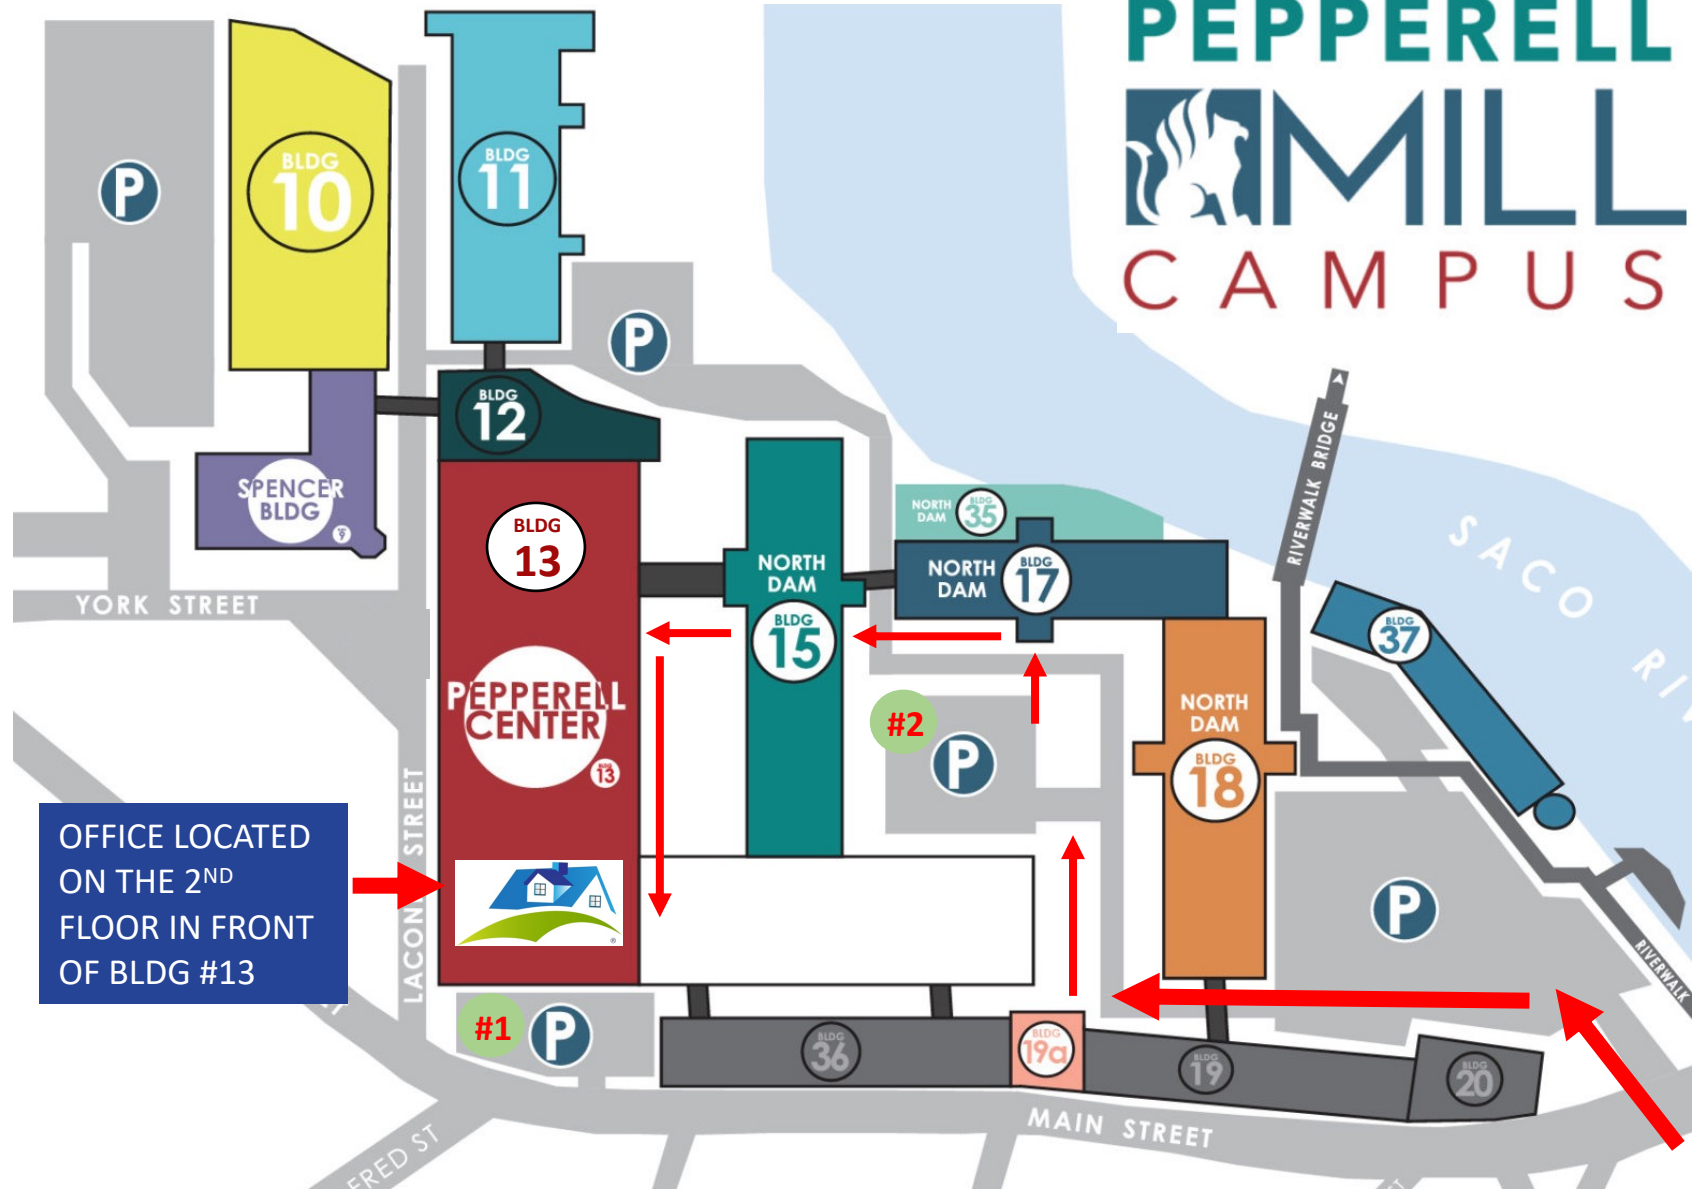 PEPPERELL
MILL
CAMPUS
BLDG
10
BLDG
11
P
P
BLDG
12
SPENCER
BLDG
BLDG
13
NORTH
DAM
BLDG
35
NORTH
DAM
BLDG
15
NORTH
DAM
BLDG
17
RIVERWALK BRIDGE
SACO
BLDG
37
YORK STREET
PEPPERELL
CENTER
BLDG
13
#2
P
NORTH
DAM
BLDG
18
OFFICE LOCATED
ON THE 2ND
FLOOR IN FRONT
OF BLDG #13
LACONIA STREET
®
P
RIVERWALK
#1
P
BLDG
36
BLDG
19a
BLDG
19
BLDG
20
MAIN STREET